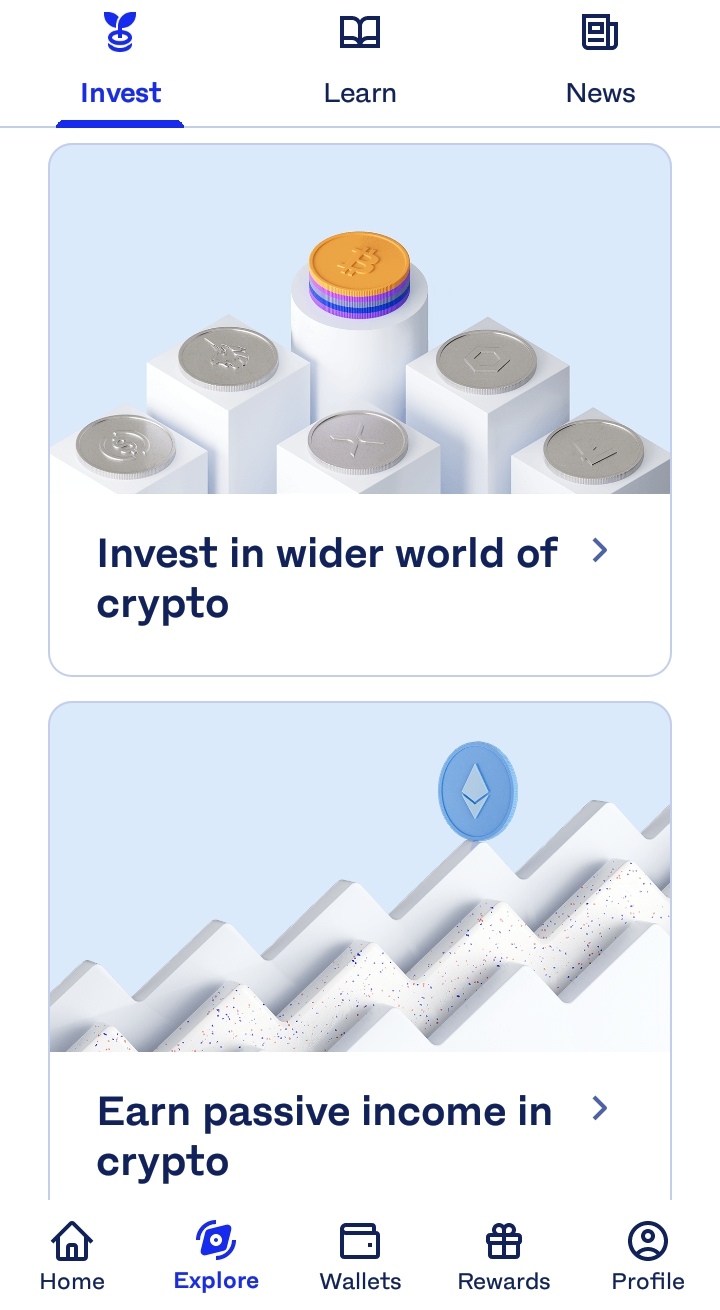 Invest
Learn
News
Invest in wider world of
crypto
Earn passive income in
crypto
Home
Explore
Wallets
Rewards
Profile